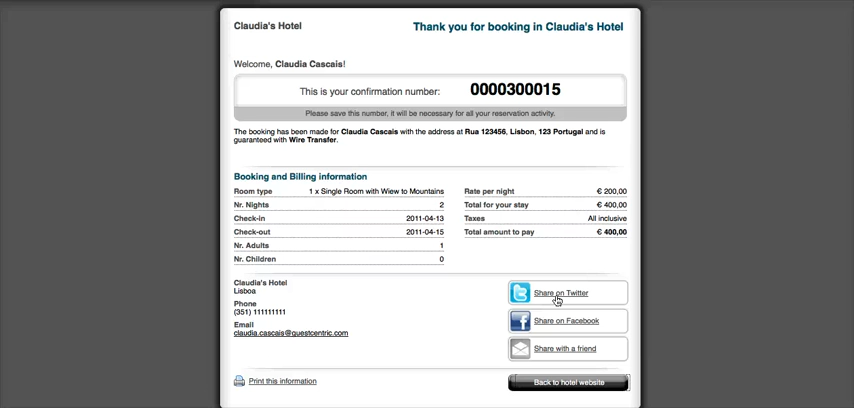 Claudia's Hotel
Thank you for booking in Claudia's Hotel
Welcome, Claudia Cascais!
This is your confirmation number: 0000300015
Please save this number, it will be necessary for all your reservation activity.
The booking has been made for Claudia Cascais with the address at Rua 123456, Lisbon, 123 Portugal and is
guaranteed with Wire Transfer.
Booking and Billing information
Room type 1 x Single Room with Wiew to Mountains
Nr. Nights 2
Check-in 2011-04-13
Check-out 2011-04-15
Nr. Adults 1
Nr. Children 0
Rate per night € 200,00
Total for your stay € 400,00
Taxes All inclusive
Total amount to pay € 400,00
Claudia's Hotel
Lisboa
Phone
(351) 111111111
Email
claudia.cascais@guestcentric.com
Share on Twitter
Share on Facebook
Share with a friend
Print this information
Back to hotel website